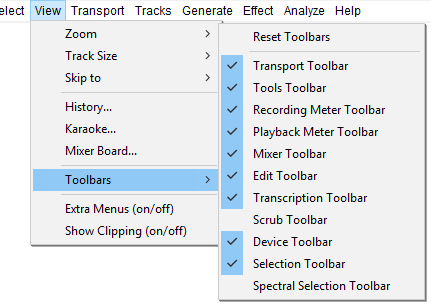 elect View Transport Tracks Generate Effect Analyze Help
Zoom
Track Size
Skip to
History...
Karaoke...
Mixer Board...
Toolbars
Extra Menus (on/off)
Show Clipping (on/off)
Reset Toolbars
Transport Toolbar
Tools Toolbar
Recording Meter Toolbar
Playback Meter Toolbar
Mixer Toolbar
Edit Toolbar
Transcription Toolbar
Scrub Toolbar
Device Toolbar
Selection Toolbar
Spectral Selection Toolbar